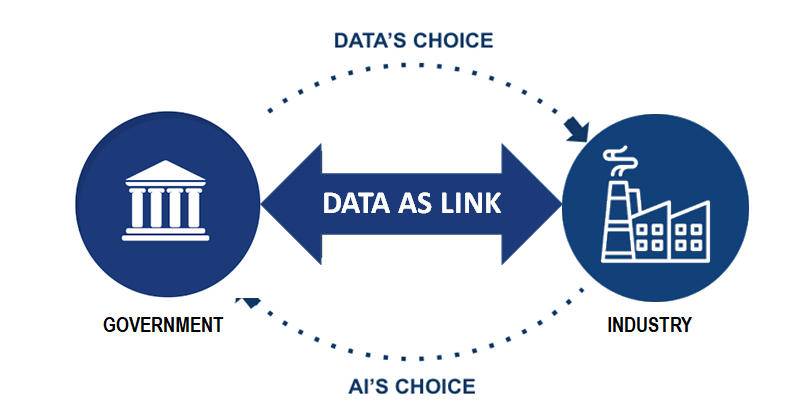 DATA'S CHOICE
DATA AS LINK
GOVERNMENT
INDUSTRY
AI'S CHOICE